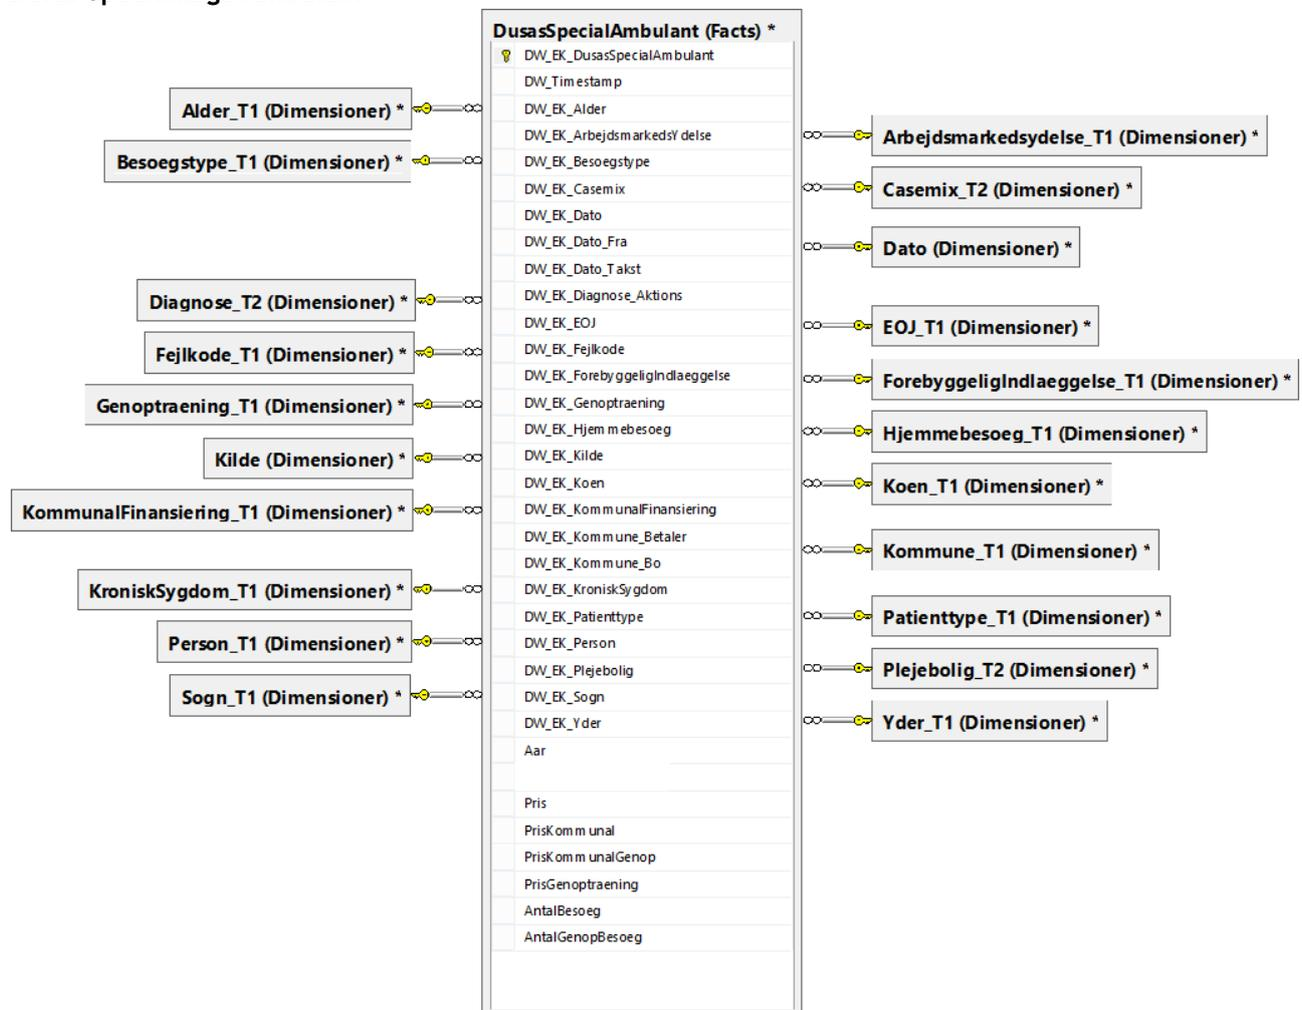 DusasSpecialAmbulant (Facts) *
DW_EK_DusasSpecialAmbulant
DW_Timestamp
DW_EK_Alder
DW_EK_ArbejdsmarkedsYdelse
DW_EK_Besoegstype
DW_EK_Casemix
DW_EK_Dato
DW_EK_Dato_Fra
DW_EK_Dato_Takst
DW_EK_Diagnose_Aktions
DW_EK_EOJ
DW_EK_Fejlkode
DW_EK_ForebyggeligIndlaeggelse
DW_EK_Genoptraening
DW_EK_Hjemmebesoeg
DW_EK_Kilde
DW_EK_Koen
DW_EK_KommunalFinansiering
DW_EK_Kommune_Betaler
DW_EK_Kommune_Bo
DW_EK_KroniskSygdom
DW_EK_Patienttype
DW_EK_Person
DW_EK_Plejebolig
DW_EK_Sogn
DW_EK_Yder
Aar
Pris
PrisKommunal
PrisKommunalGenop
PrisGenoptraening
AntalBesoeg
AntalGenopBesoeg
Alder_T1 (Dimensioner) *
Besoegstype_T1 (Dimensioner) *
Diagnose_T2 (Dimensioner) *
Fejlkode_T1 (Dimensioner) *
Genoptraening_T1 (Dimensioner) *
Kilde (Dimensioner) *
KommunalFinansiering_T1 (Dimensioner) *
KroniskSygdom_T1 (Dimensioner) *
Person_T1 (Dimensioner) *
Sogn_T1 (Dimensioner) *
Arbejdsmarkedsydelse_T1 (Dimensioner) *
Casemix_T2 (Dimensioner) *
Dato (Dimensioner) *
EOJ_T1 (Dimensioner) *
ForebyggeligIndlaeggelse_T1 (Dimensioner) *
Hjemmebesoeg_T1 (Dimensioner) *
Koen_T1 (Dimensioner) *
Kommune_T1 (Dimensioner) *
Patienttype_T1 (Dimensioner) *
Plejebolig_T2 (Dimensioner) *
Yder_T1 (Dimensioner) *